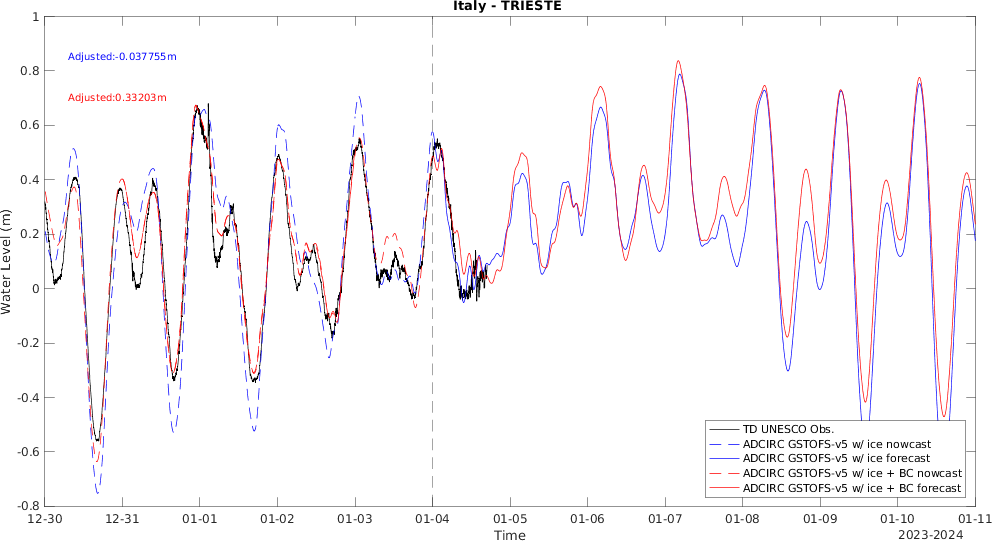 Italy - TRIESTE
Adjusted:-0.037755m
Adjusted:0.33203m
Water Level (m)
1
0.8
0.6
0.4
0.2
0
-0.2
-0.4
-0.6
-0.8
TD UNESCO Obs.
ADCIRC GSTOFS-v5 w/ ice nowcast
ADCIRC GSTOFS-v5 w/ ice forecast
ADCIRC GSTOFS-v5 w/ ice + BC nowcast
ADCIRC GSTOFS-v5 w/ ice + BC forecast
12-30 12-31 01-01 01-02 01-03 01-04 01-05 01-06 01-07 01-08 01-09 01-10 01-11
Time
2023-2024